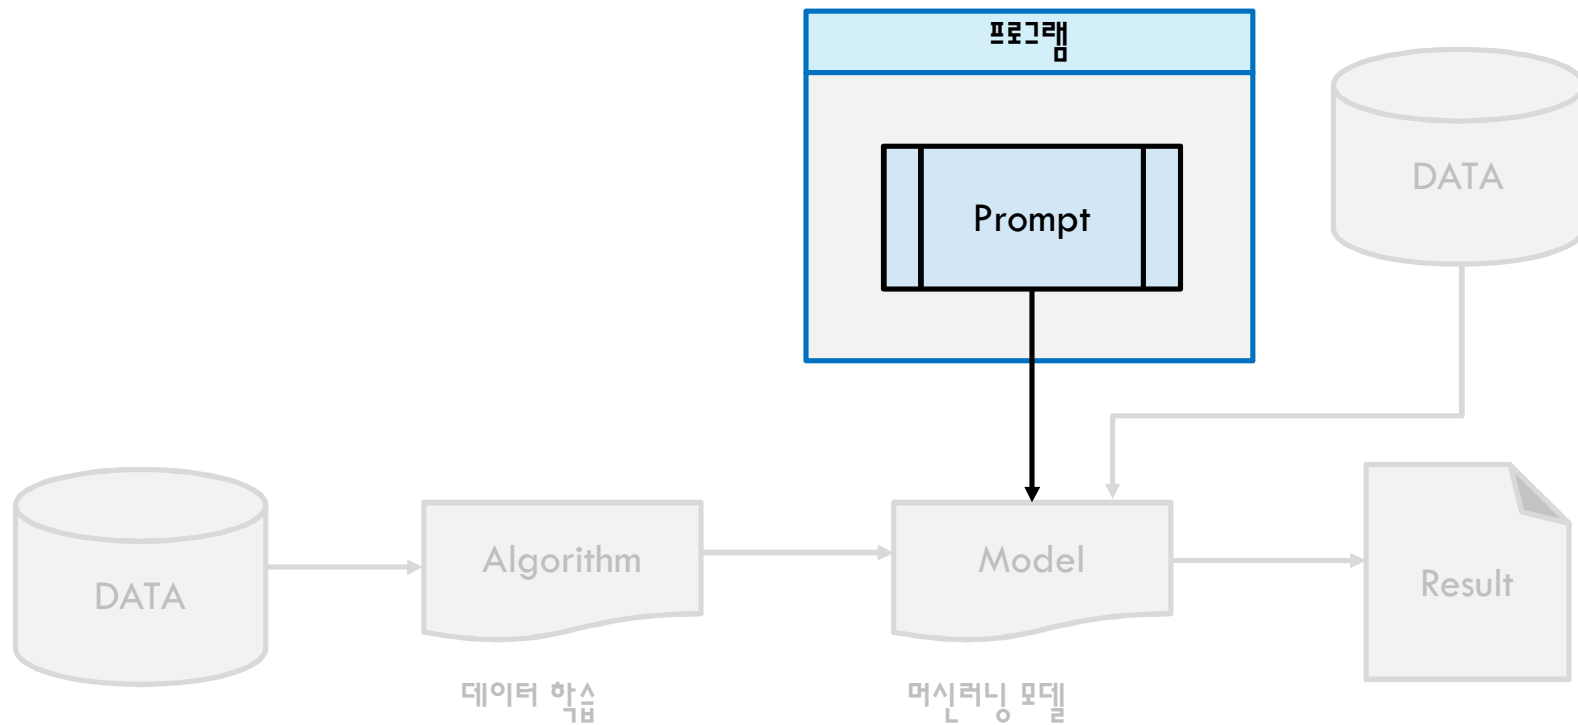 프로그램
DATA
Prompt
Algorithm
Model
DATA
Result
데이터 학습
머신러닝 모델